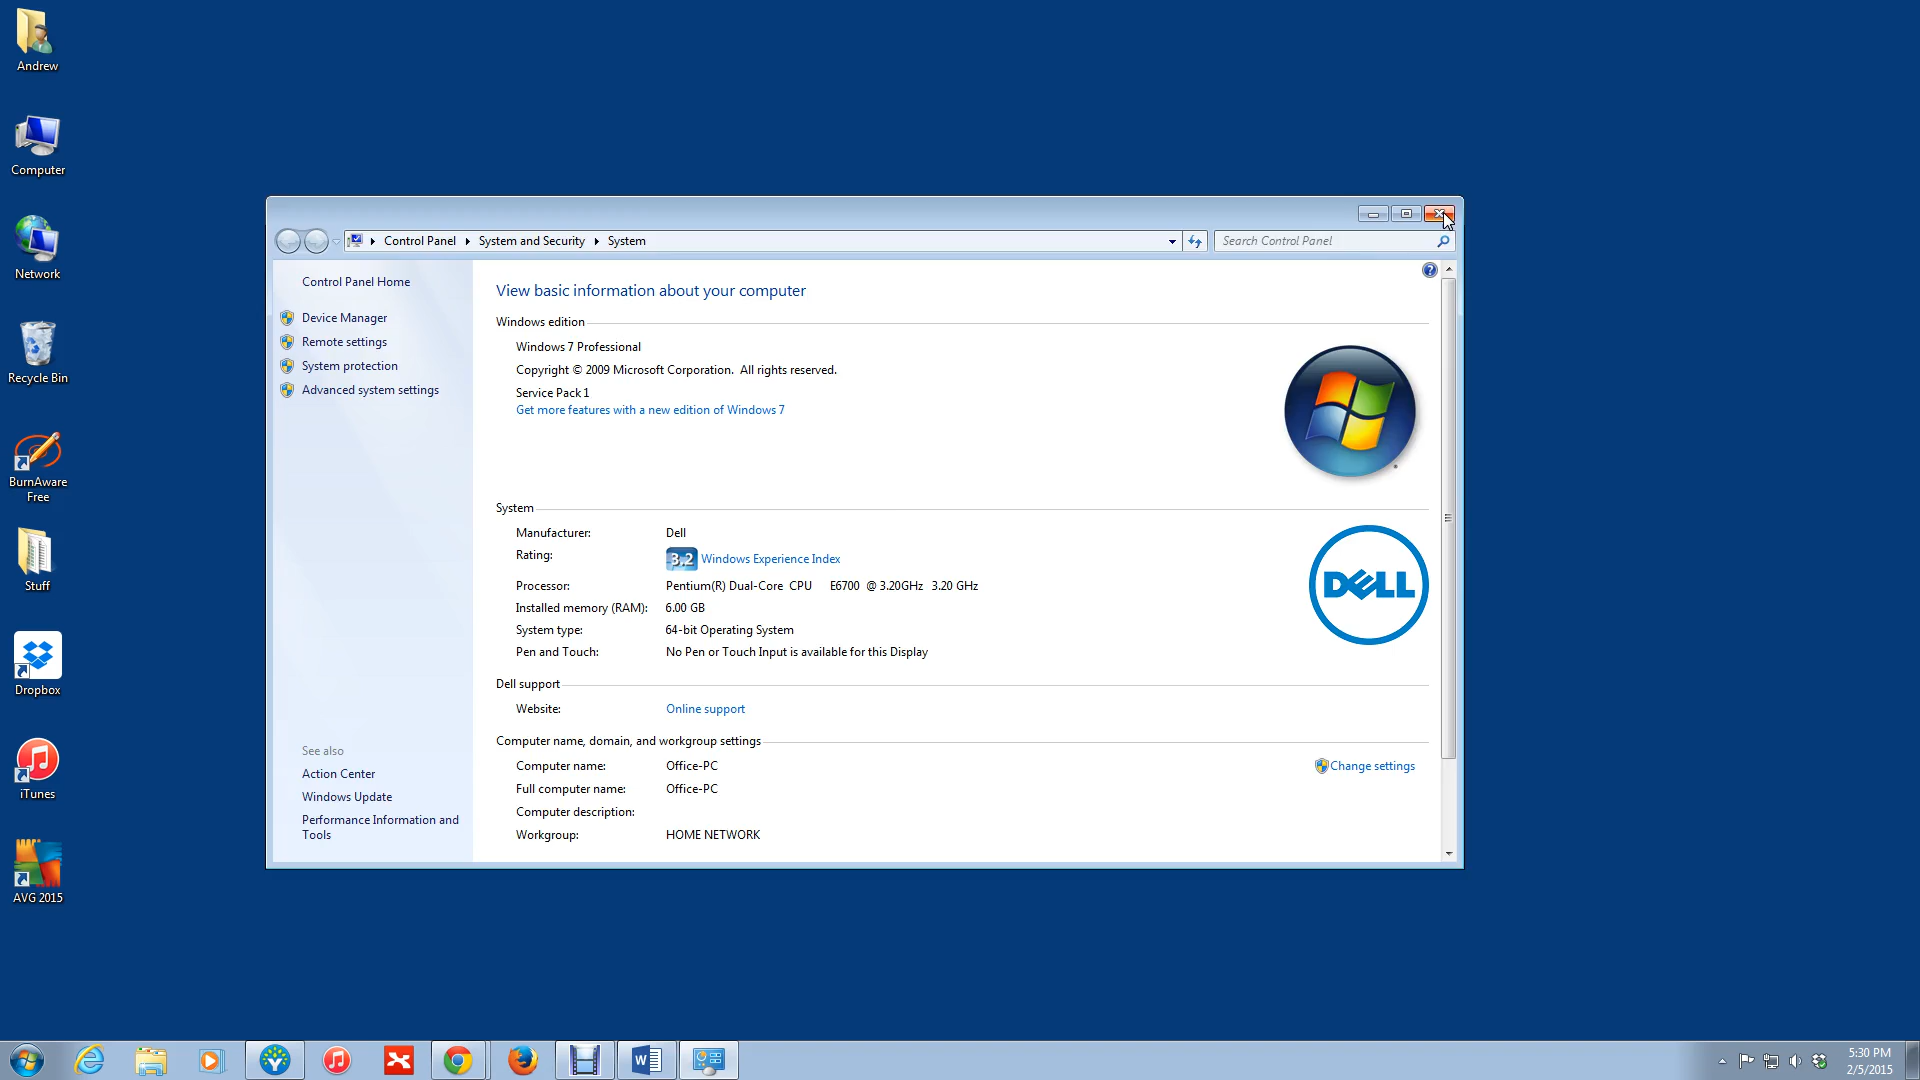 Andrew
Computer
Network
Recycle Bin
BurnAware
Free
Stuff
Dropbox
iTunes
AVG 2015
Control Panel System and Security System
Search Control Panel
Control Panel Home
Device Manager
Remote settings
System protection
Advanced system settings
See also
Action Center
Windows Update
Performance Information and
Tools
View basic information about your computer
Windows edition
Windows 7 Professional
Copyright © 2009 Microsoft Corporation. All rights reserved.
Service Pack 1
Get more features with a new edition of Windows 7
System
Manufacturer: Dell
Rating: 3.2 Windows Experience Index
Processor: Pentium(R) Dual-Core CPU E6700 @ 3.20GHz 3.20 GHz
Installed memory (RAM): 6.00 GB
System type: 64-bit Operating System
Pen and Touch: No Pen or Touch Input is available for this Display
DELL
Dell support
Website: Online support
Computer name, domain, and workgroup settings
Computer name: Office-PC Change settings
Full computer name: Office-PC
Computer description:
Workgroup: HOME NETWORK
5:30 PM
2/5/2015